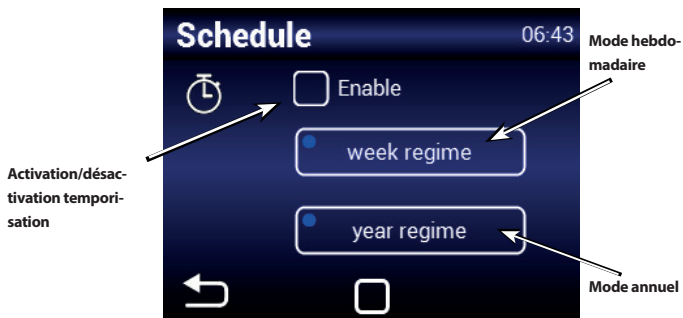 Schedule
06:43
Mode hebdo-
madaire
Enable
week regime
Activation/désac-
tivation tempori-
sation
year regime
Mode annuel